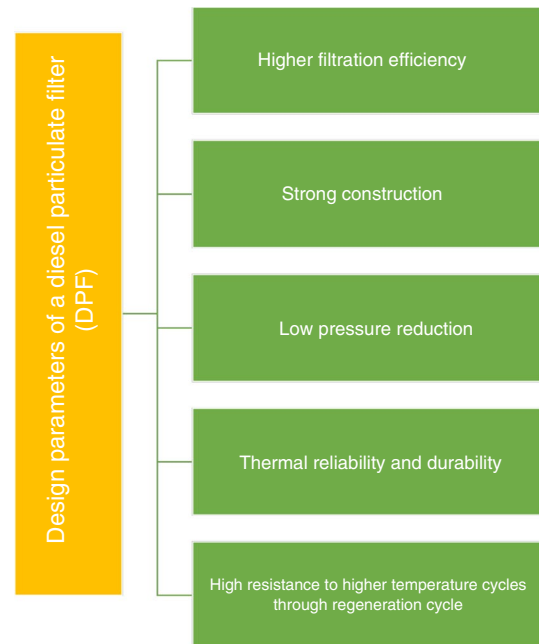 Design parameters of a diesel particulate filter
(DPF)
Higher filtration efficiency
Strong construction
Low pressure reduction
Thermal reliability and durability
High resistance to higher temperature cycles
through regeneration cycle